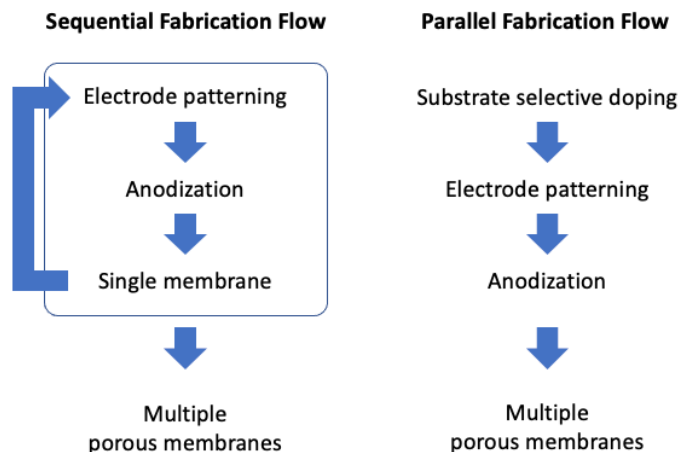 Sequential Fabrication Flow
Electrode patterning
Anodization
Single membrane
Multiple
porous membranes
Parallel Fabrication Flow
Substrate selective doping
Electrode patterning
Anodization
Multiple
porous membranes